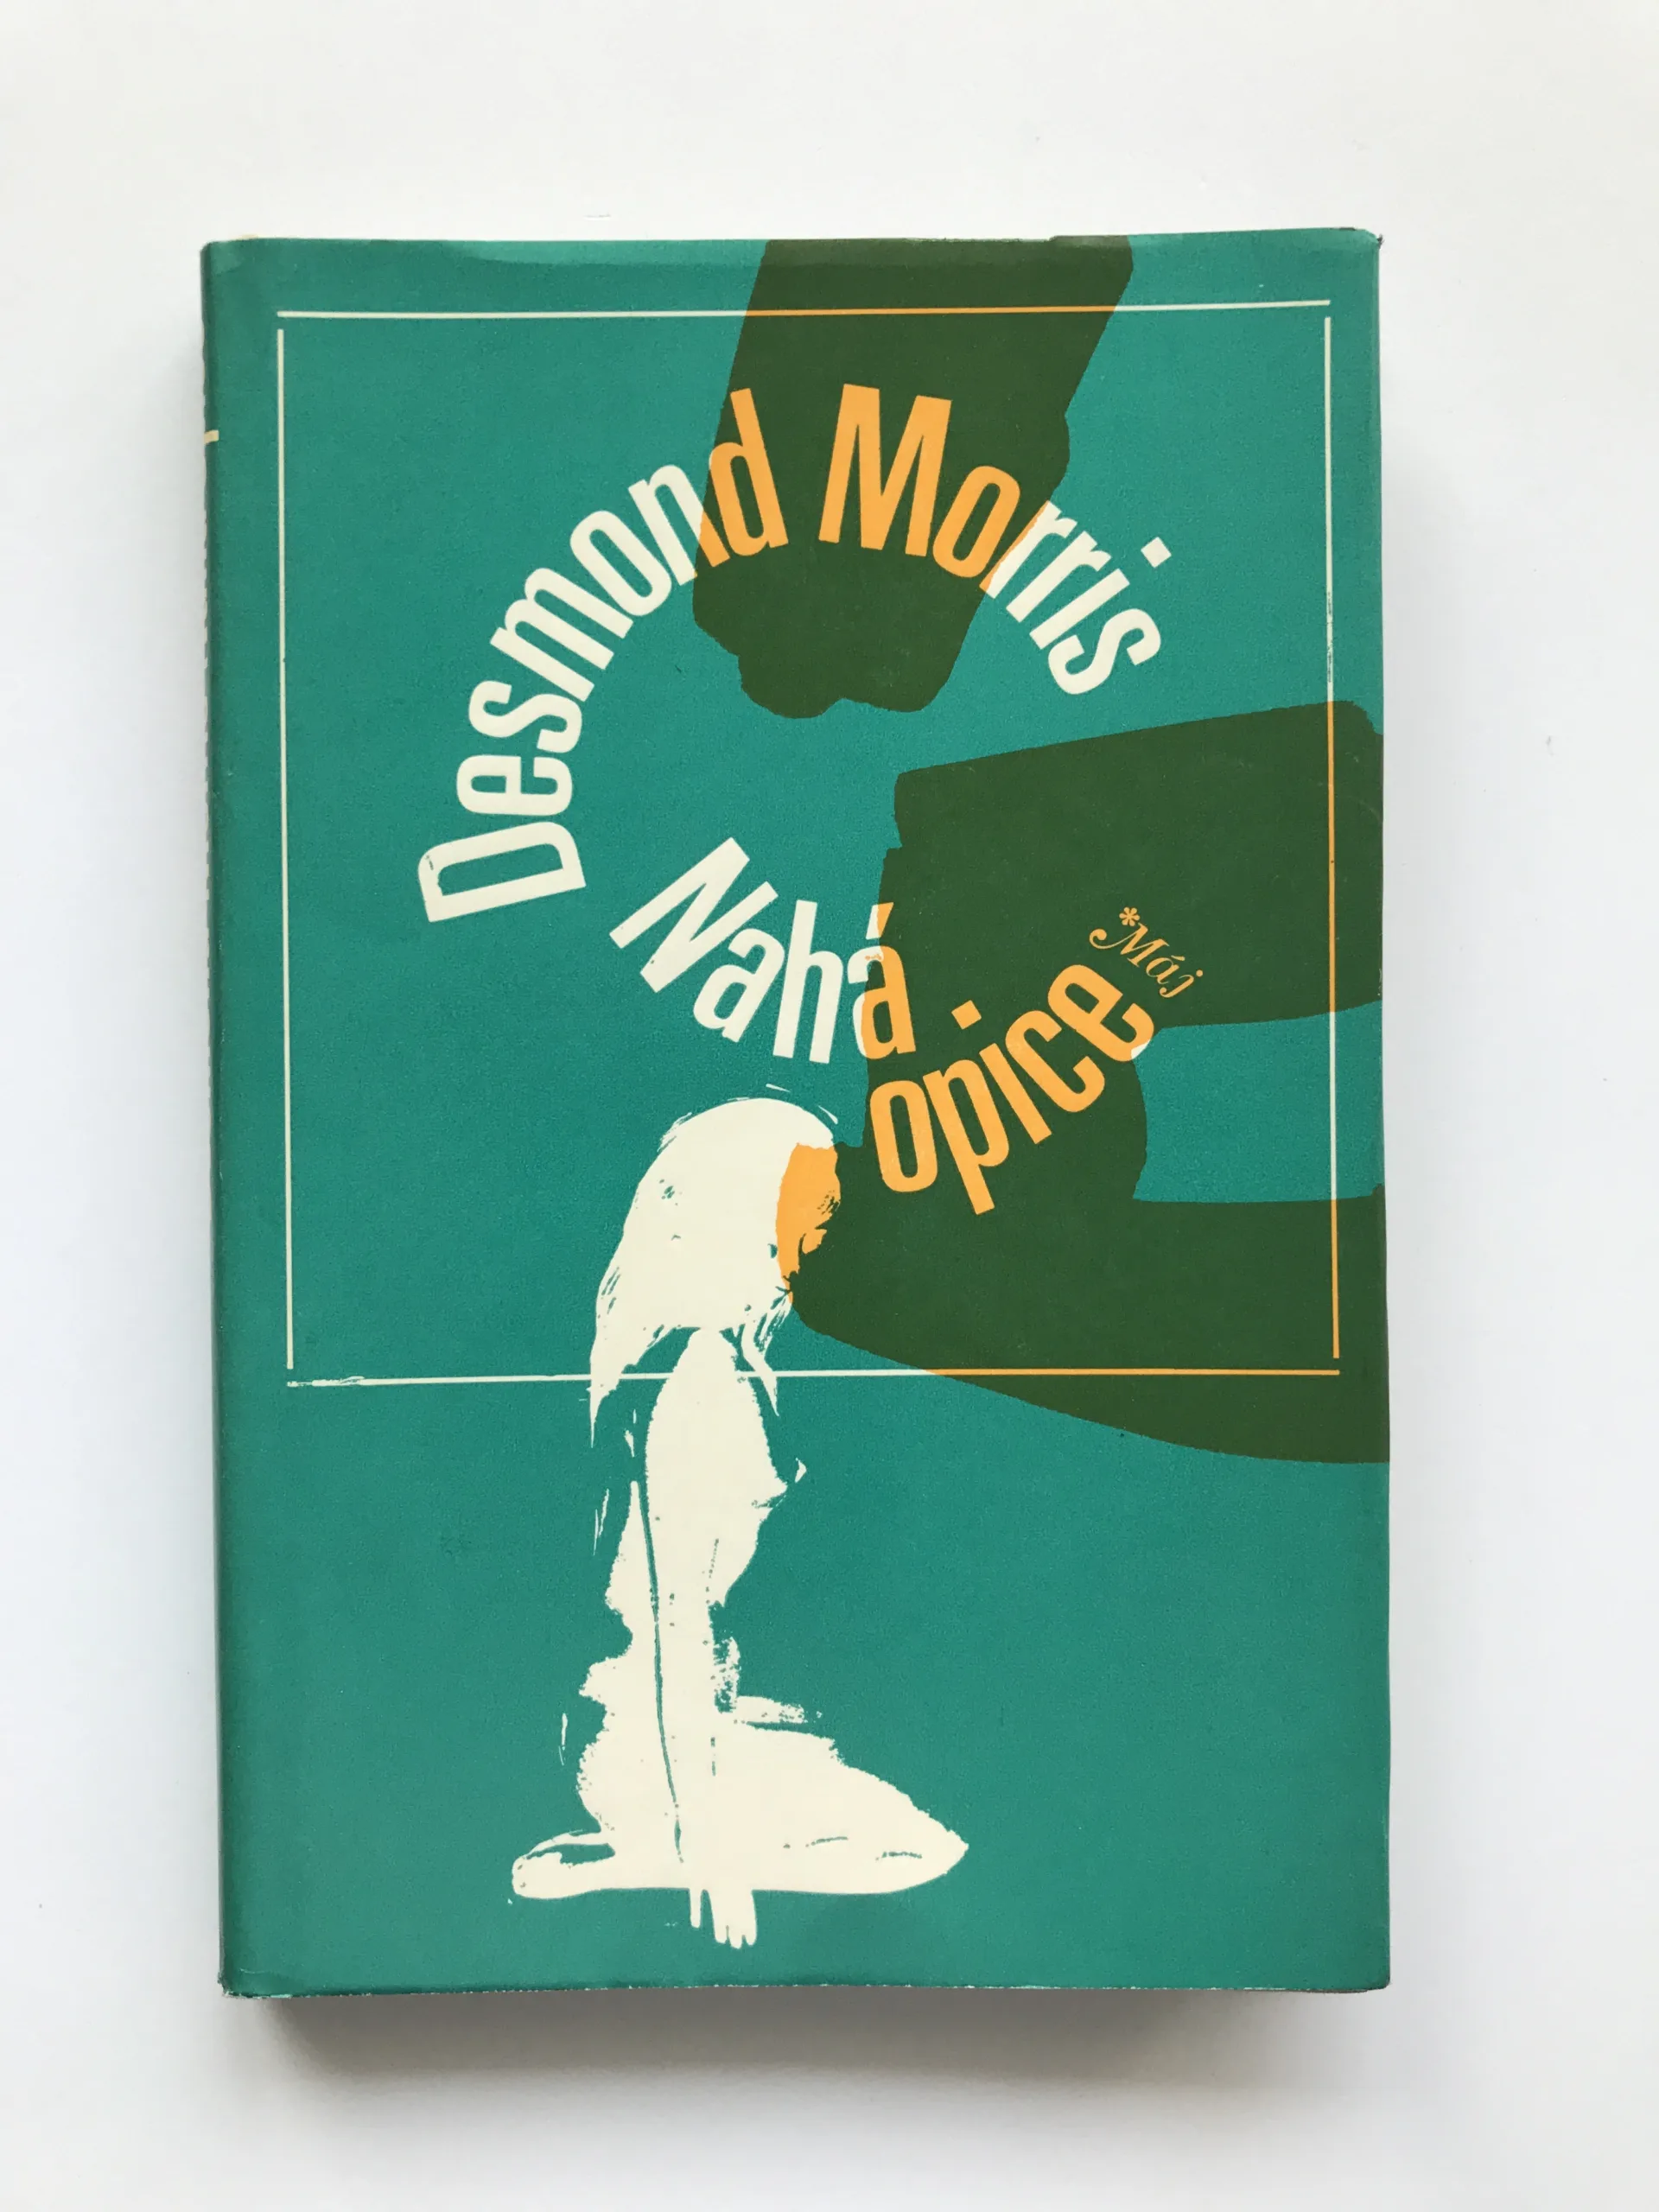 Desmond Morris
Nahá
opice
*Máj